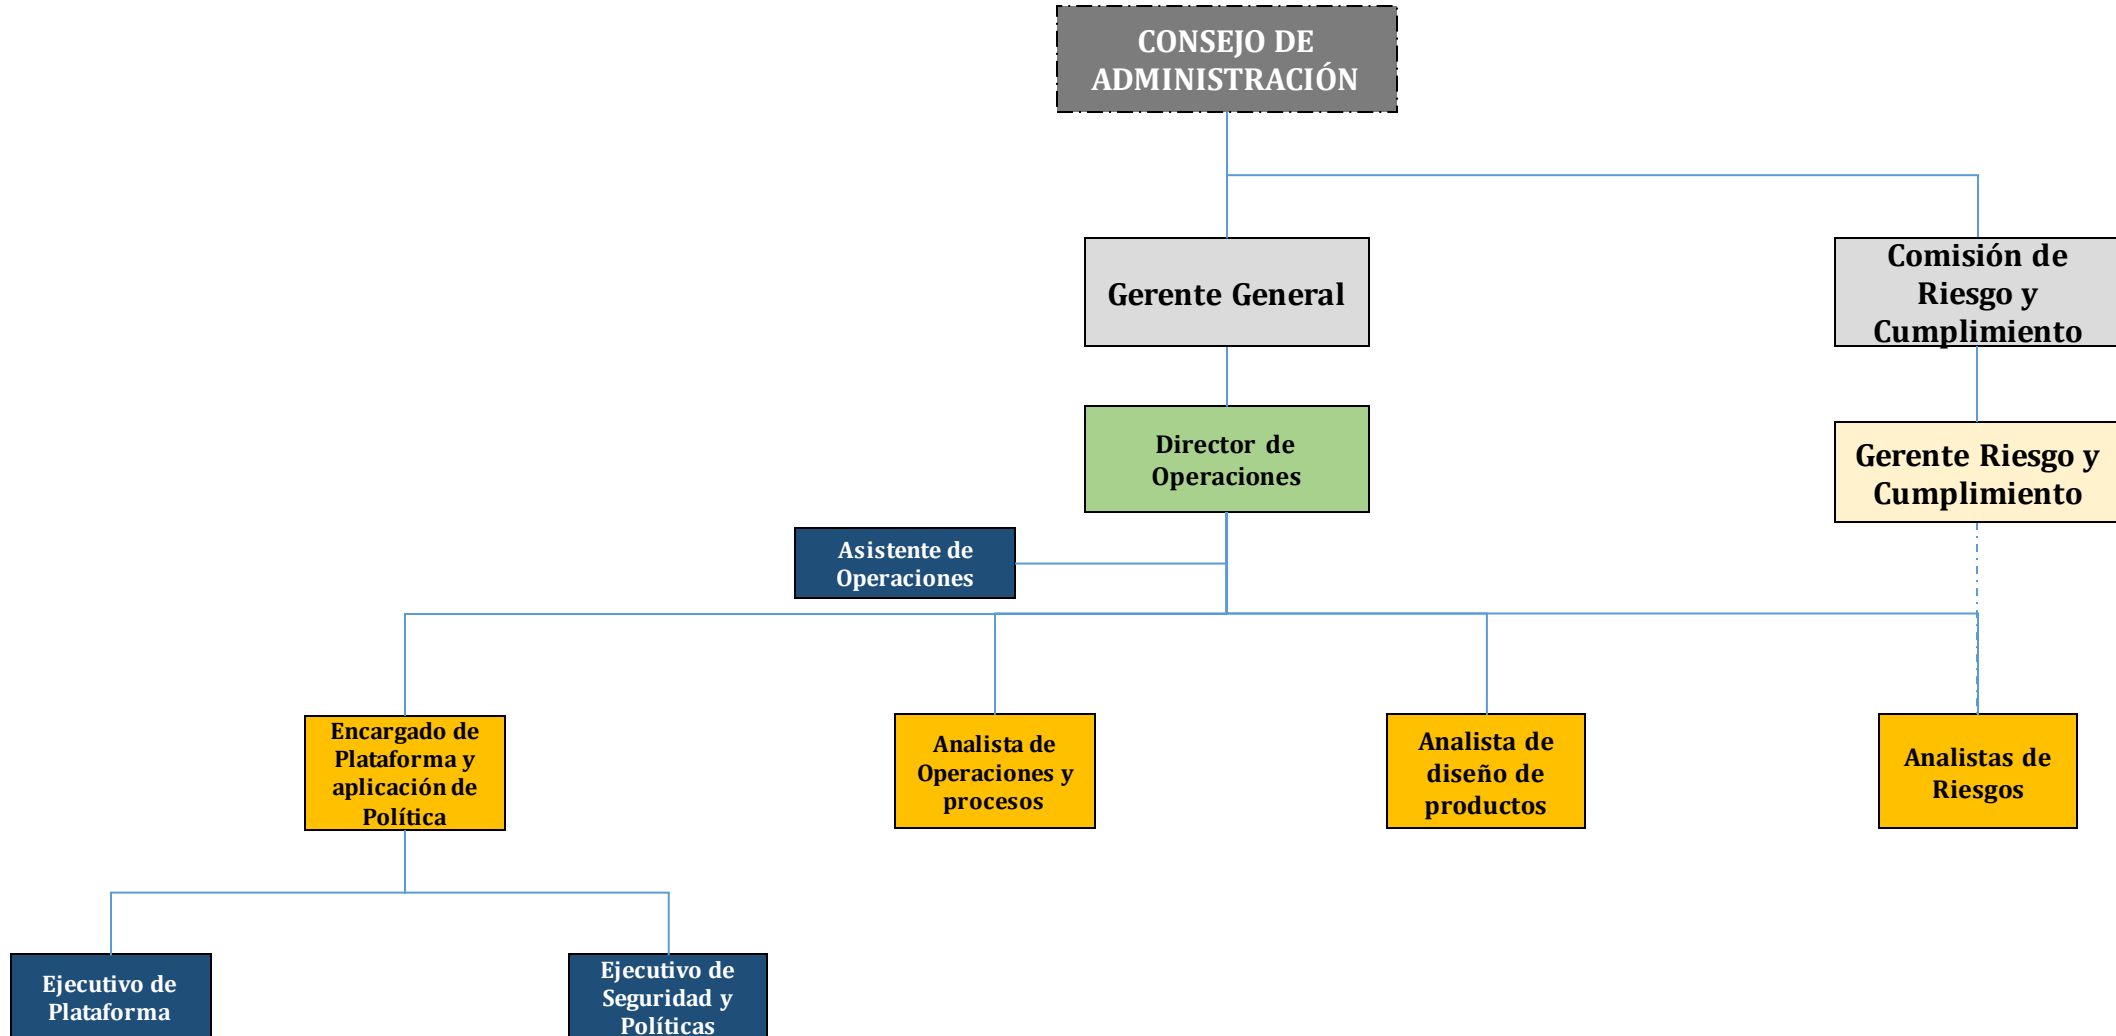 CONSEJO DE
ADMINISTRACIÓN
Gerente General
Comisión de
Riesgo y
Cumplimiento
Director de
Operaciones
Gerente Riesgo y
Cumplimiento
Asistente de
Operaciones
Encargado de
Plataforma y
aplicación de
Política
Analista de
Operaciones y
procesos
Analista de
diseño de
productos
Analistas de
Riesgos
Ejecutivo de
Plataforma
Ejecutivo de
Seguridad y
Políticas